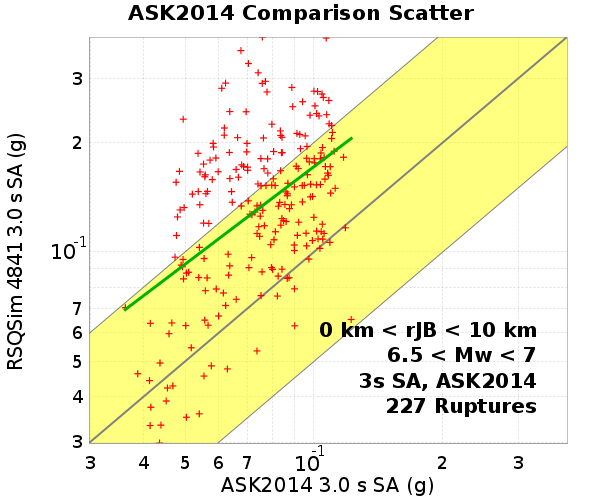 ASK2014 Comparison Scatter
RSQSim 4841 3.0 s SA (g)
3
2
10⁻¹
7
6
5
4
3
0 km < rJB < 10 km
6.5 < Mw < 7
3s SA, ASK2014
227 Ruptures
3 4 5 6 7 10⁻¹ 2 3
ASK2014 3.0 s SA (g)